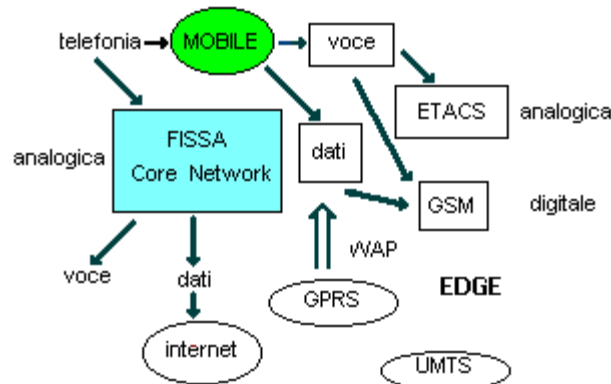 telefonia
MOBILE
voce
ETACS
analogica
analogica
FISSA
Core Network
dati
GSM
digitale
voce
dati
WAP
GPRS
EDGE
internet
UMTS